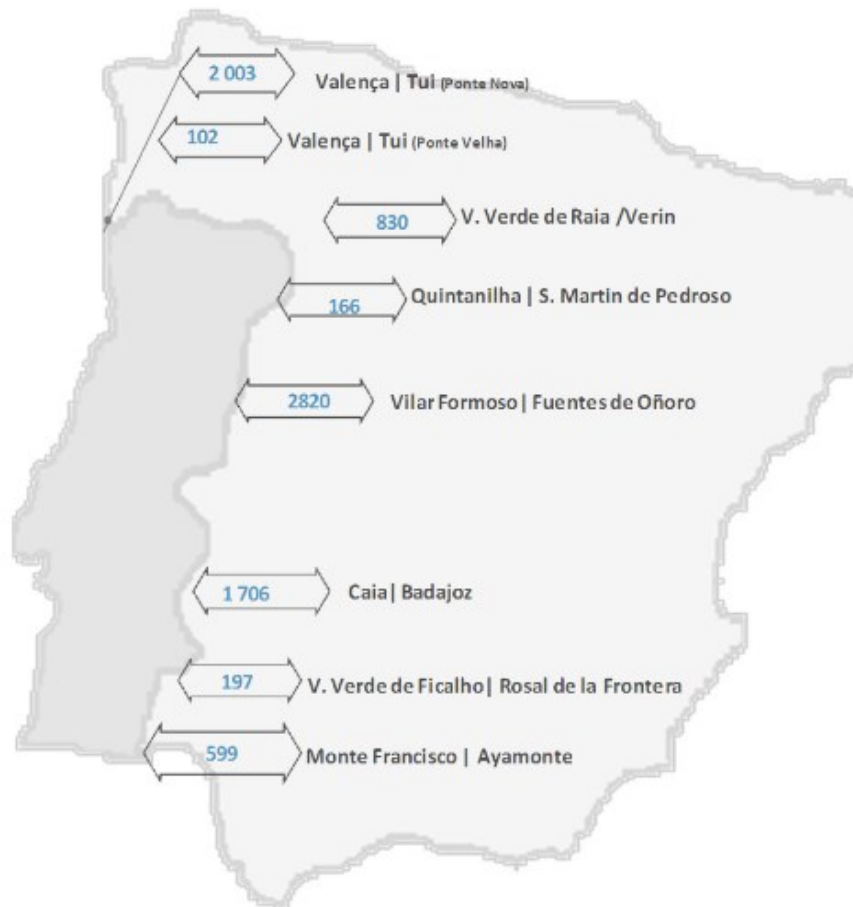 2 003 Valença | Tui (Ponte Nova)
102 Valença | Tui (Ponte Velha)
830 V. Verde de Raia /Verin
166 Quintanilha | S. Martin de Pedroso
2820 Vilar Formoso | Fuentes de Oñoro
1 706 Caia | Badajoz
197 V. Verde de Ficalho | Rosal de la Frontera
599 Monte Francisco | Ayamonte